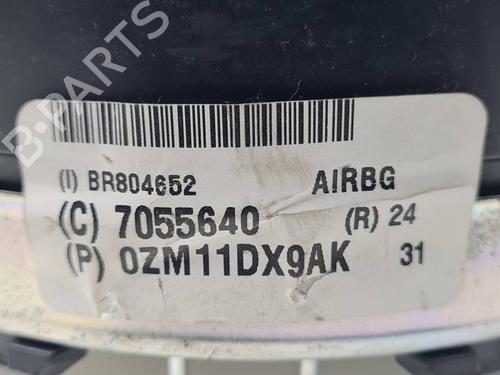 B-PARTS
(I) BR804652 AIRBG
(C) 7055640 (R) 24
(P) 0ZM11DX9AK 31